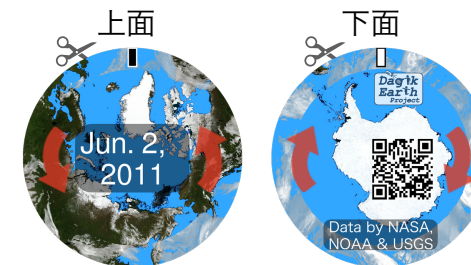 上面
下面
Jun. 2,
2011
Dagik
Earth
Project
Data by NASA,
NOAA & USGS